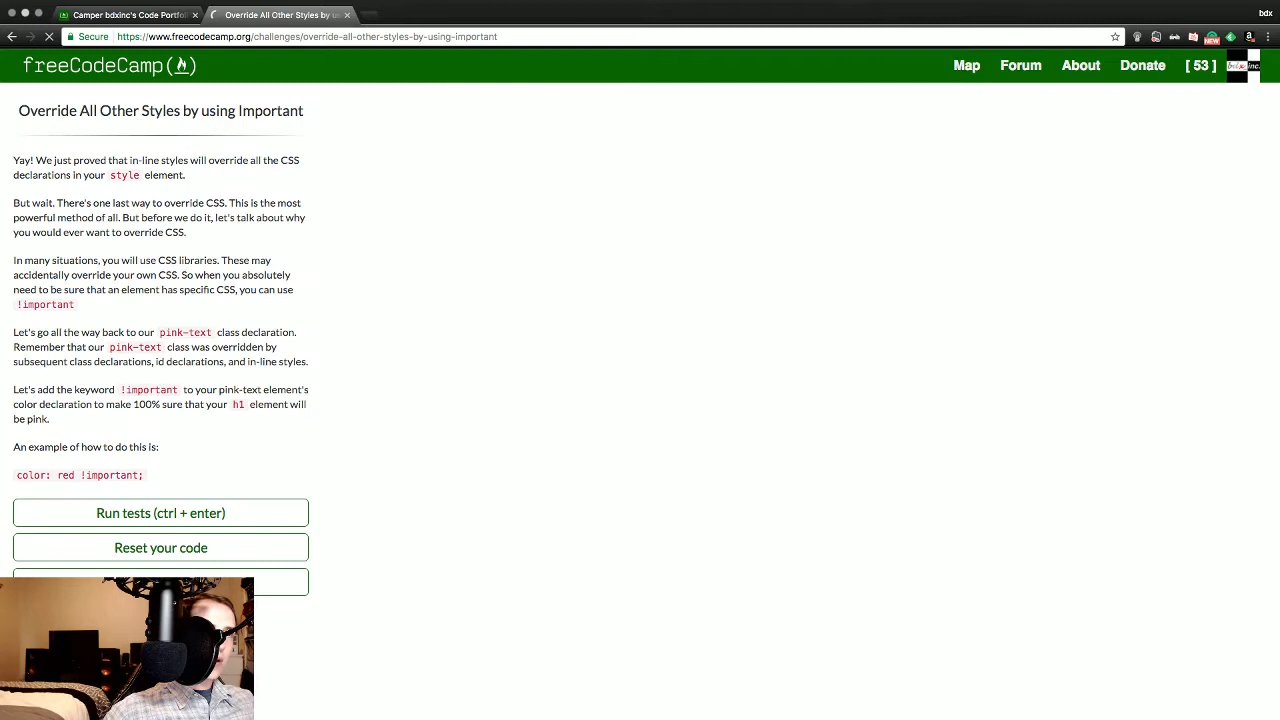 Camper bdxinc's Code Portfol
Override All Other Styles by u
bdx
Secure
https://www.freecodecamp.org/challenges/override-all-other-styles-by-using-important
NEW
freeCodeCamp
Map
Forum
About
Donate
[ 53 ]
bdx inc.
Override All Other Styles by using Important
Yay! We just proved that in-line styles will override all the CSS
declarations in your style element.
But wait. There's one last way to override CSS. This is the most
powerful method of all. But before we do it, let's talk about why
you would ever want to override CSS.
In many situations, you will use CSS libraries. These may
accidentally override your own CSS. So when you absolutely
need to be sure that an element has specific CSS, you can use
!important
Let's go all the way back to our pink-text class declaration.
Remember that our pink-text class was overridden by
subsequent class declarations, id declarations, and in-line styles.
Let's add the keyword !important to your pink-text element's
color declaration to make 100% sure that your h1 element will
be pink.
An example of how to do this is:
color: red !important;
Run tests (ctrl + enter)
Reset your code